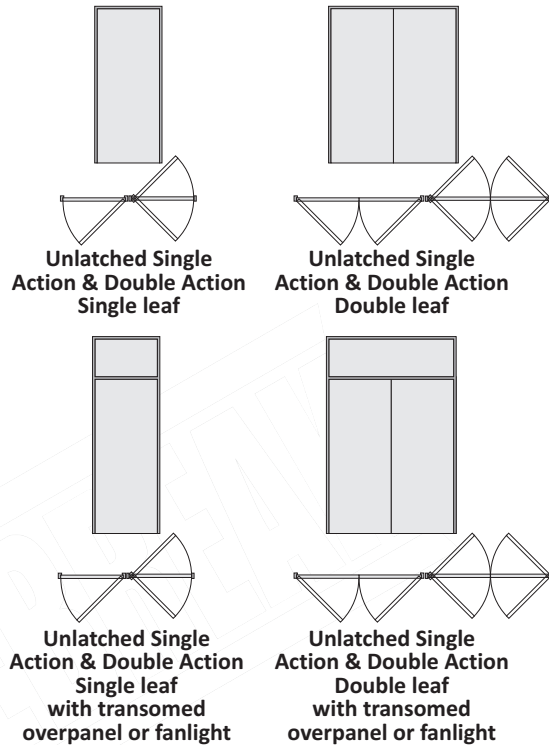 Unlatched Single
Action & Double Action
Single leaf
Unlatched Single
Action & Double Action
Double leaf
Unlatched Single
Action & Double Action
Single leaf
with transomed
overpanel or fanlight
Unlatched Single
Action & Double Action
Double leaf
with transomed
overpanel or fanlight